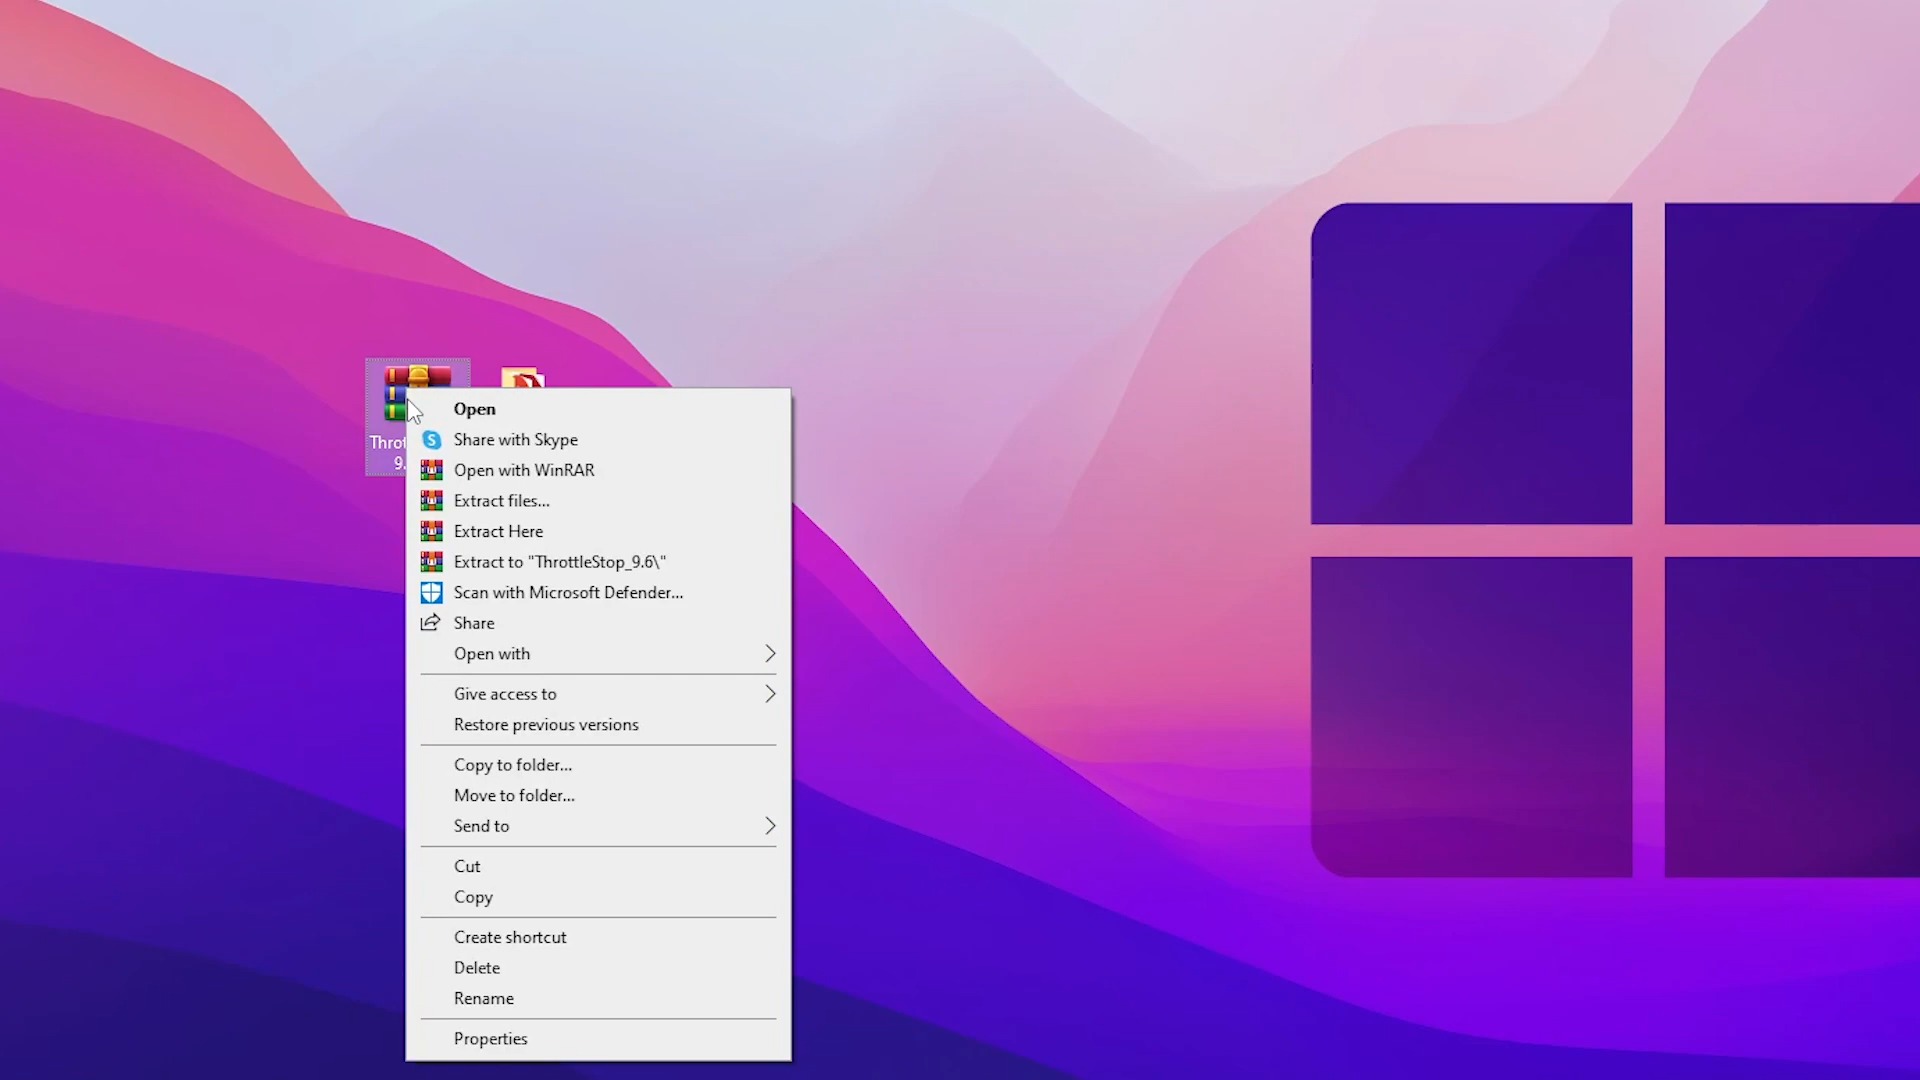 Throt
9.
Open
Share with Skype
Open with WinRAR
Extract files...
Extract Here
Extract to "ThrottleStop_9.6\"
Scan with Microsoft Defender...
Share
Open with
Give access to
Restore previous versions
Copy to folder...
Move to folder...
Send to
Cut
Copy
Create shortcut
Delete
Rename
Properties